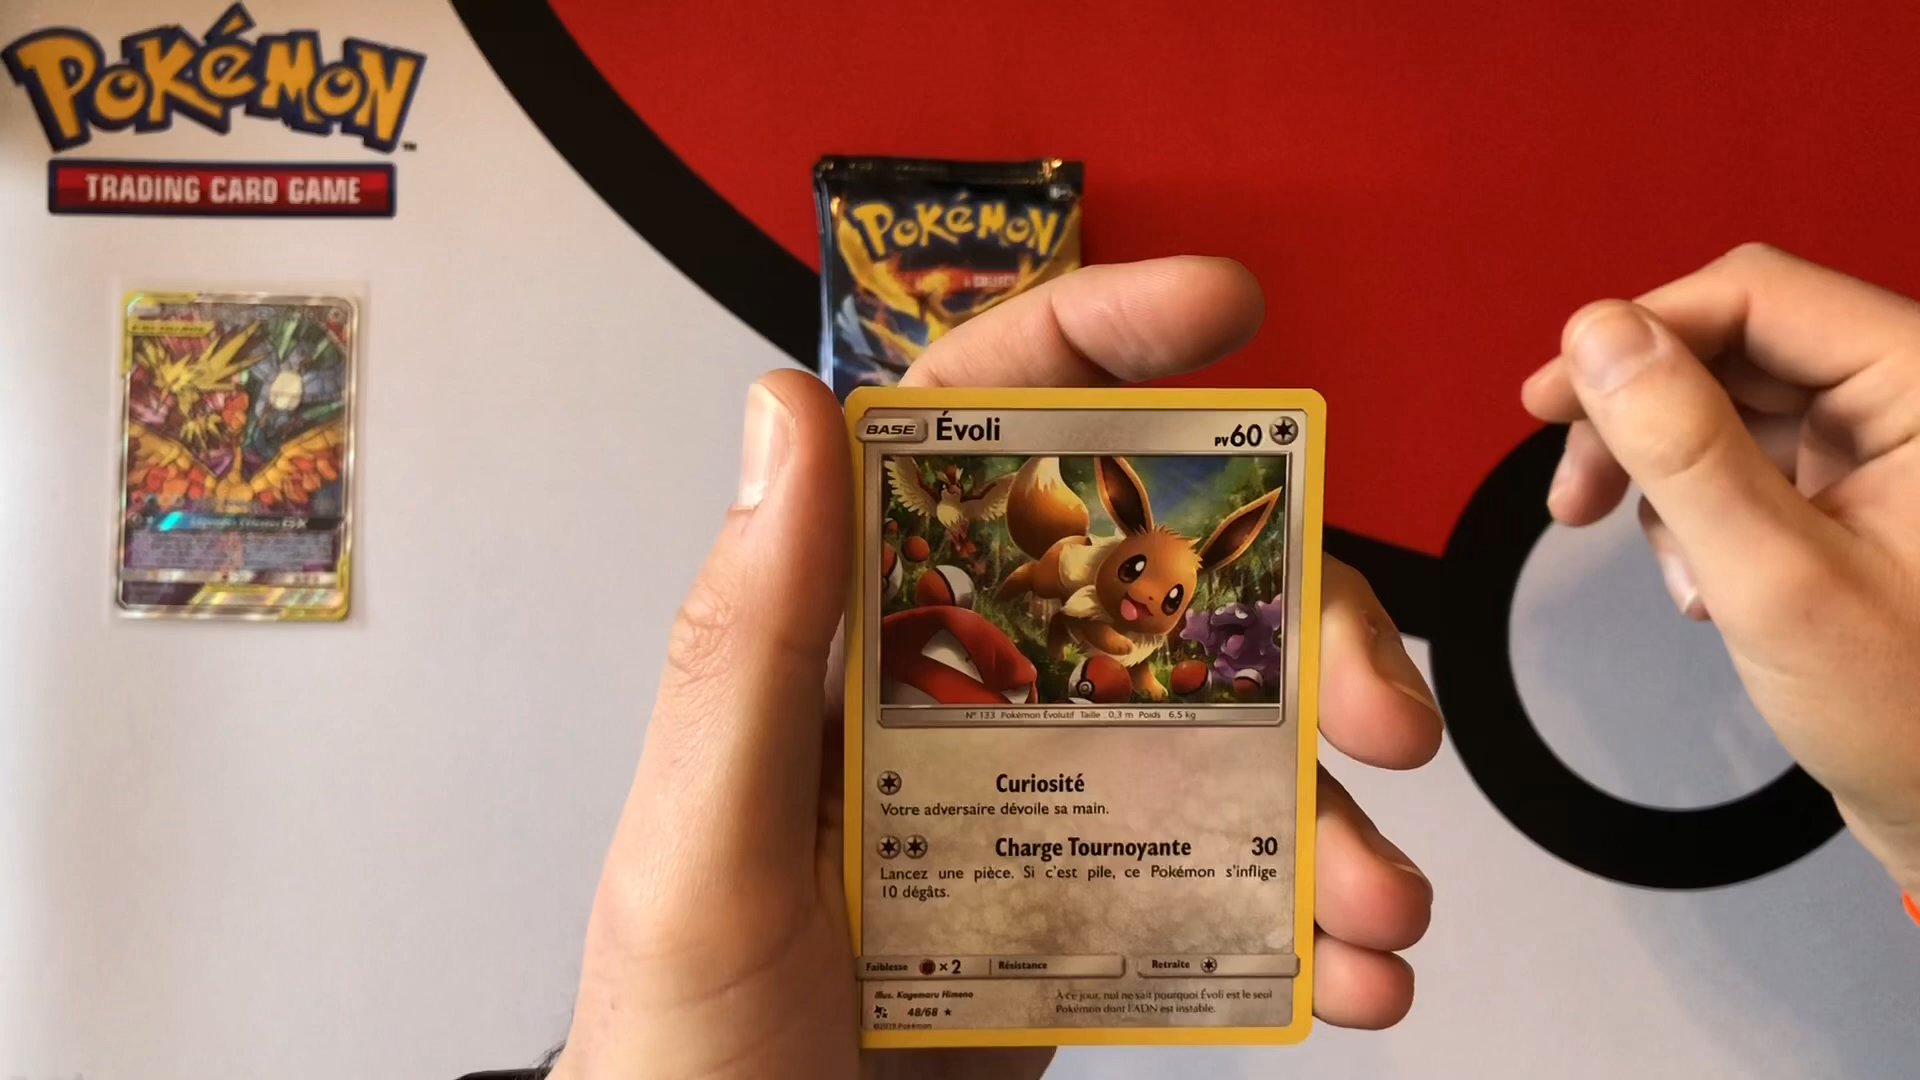 POKÉMON
TRADING CARD GAME
POKÉMON
BASE Évoli PV60
N° 133 Pokémon Évolutif Taille : 0,3 m Poids : 6,5 kg
Curiosité
Votre adversaire dévoile sa main.
Charge Tournoyante 30
Lancez une pièce. Si c'est pile, ce Pokémon s'inflige
10 dégâts.
Faiblesse ×2 Résistance Retraite
Illus. Kagemaru Himeno
À ce jour, nul ne sait pourquoi Évoli est le seul
Pokémon dont l'ADN est instable.
48/68 ★
©2019 Pokémon